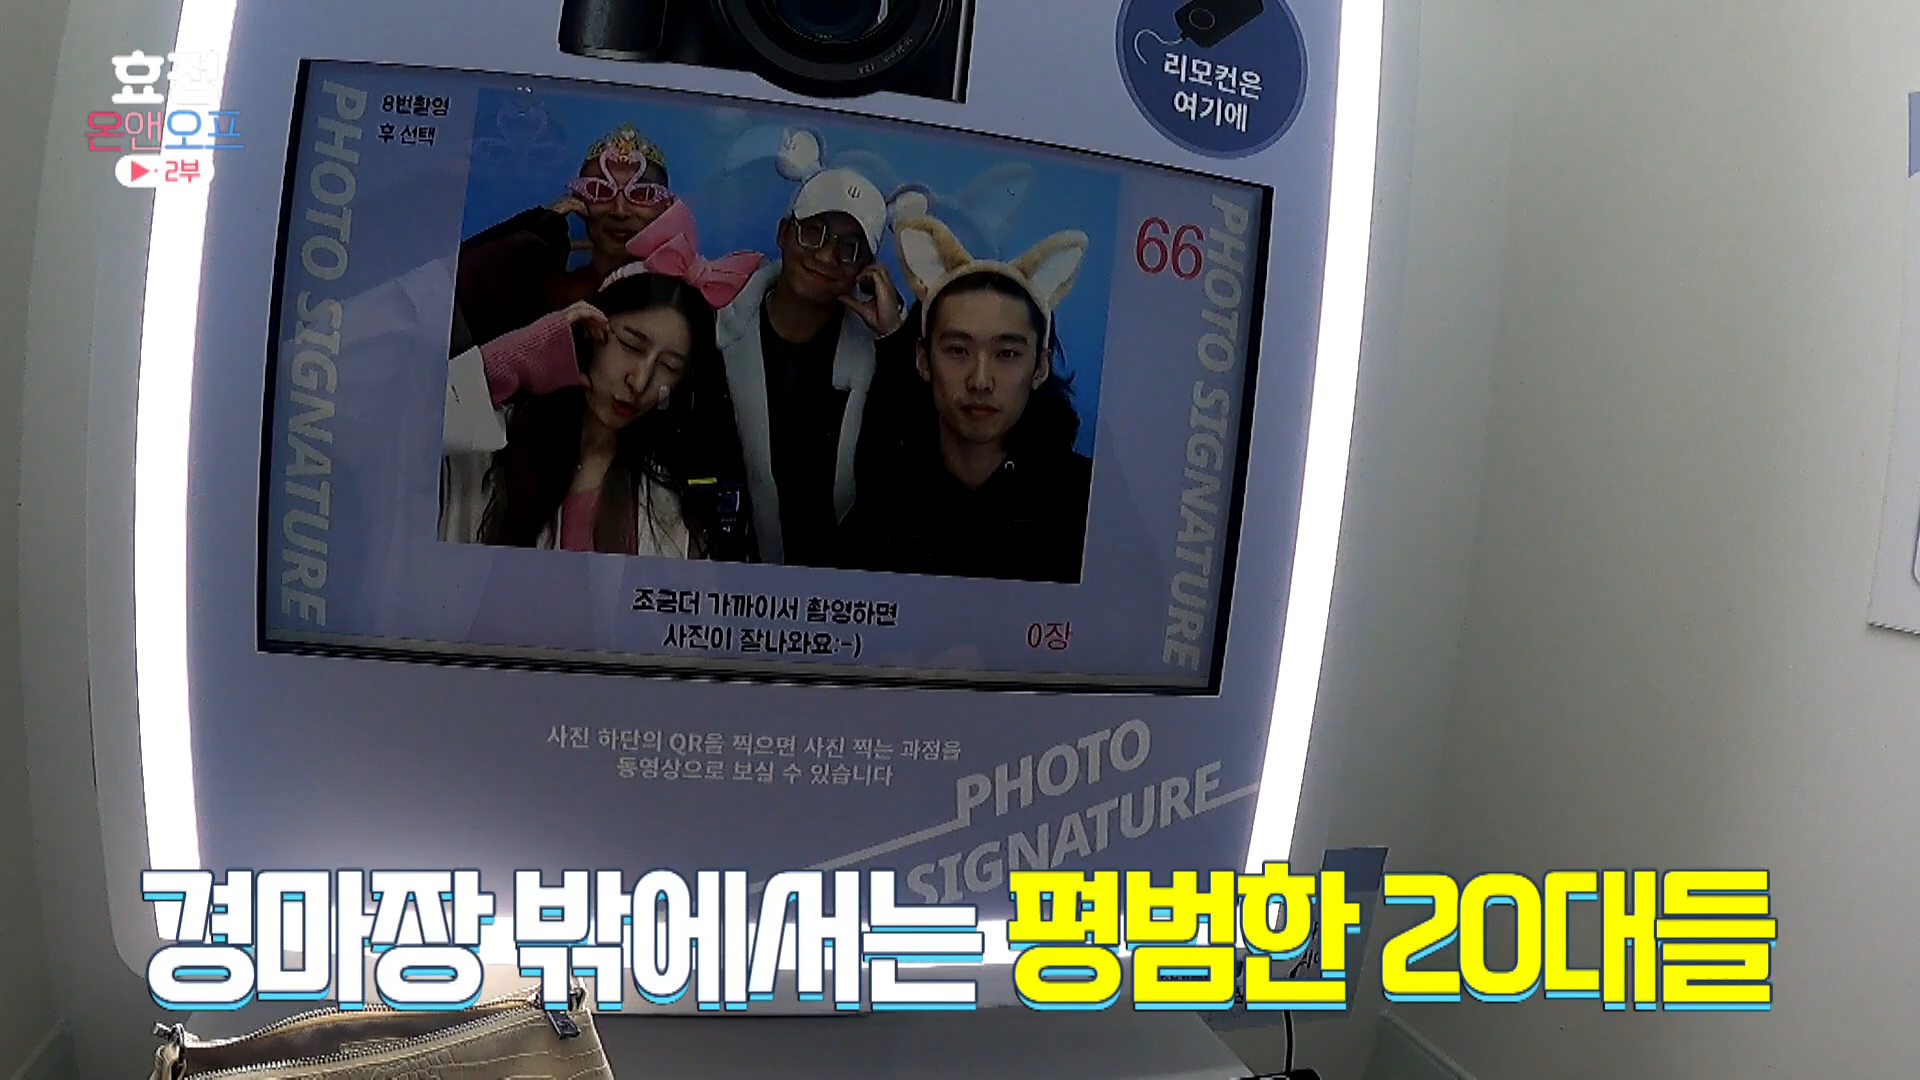 효정
온앤오프
2부
리모컨은
여기에
8번촬영
후 선택
PHOTO SIGNATURE
66
PHOTO SIGNATURE
조금더 가까이서 촬영하면
사진이 잘나와요:-)
0장
사진 하단의 QR을 찍으면 사진 찍는 과정을
동영상으로 보실 수 있습니다
PHOTO
SIGNATURE
경마장 밖에서는 평범한 20대들